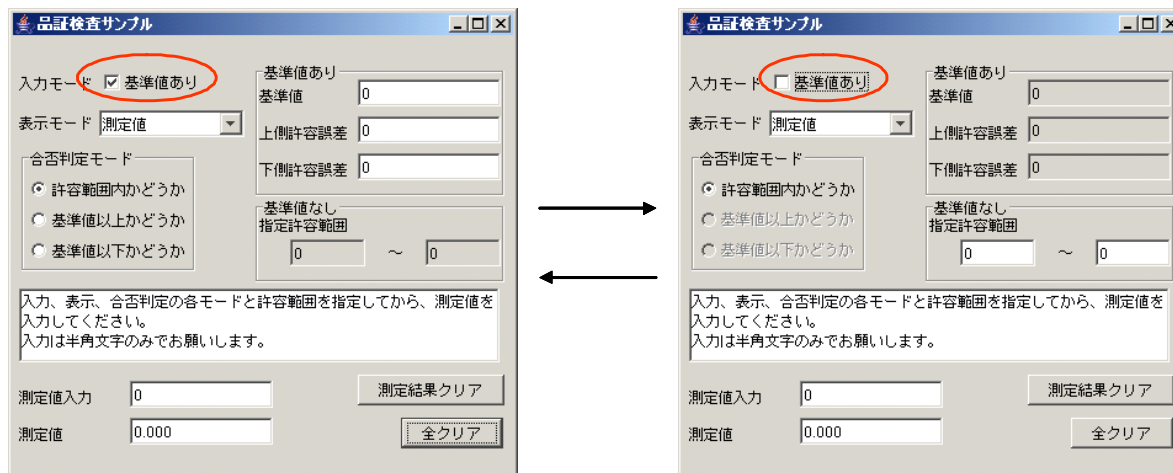 品証検査サンプル
入力モード 基準値あり
表示モード 測定値
合否判定モード
許容範囲内かどうか
基準値以上かどうか
基準値以下かどうか
基準値あり
基準値 0
上側許容誤差 0
下側許容誤差 0
基準値なし
指定許容範囲
0 ～ 0
入力、表示、合否判定の各モードと許容範囲を指定してから、測定値を
入力してください。
入力は半角文字のみでお願いします。
測定値入力 0
測定結果クリア
測定値 0.000
全クリア
品証検査サンプル
入力モード 基準値あり
表示モード 測定値
合否判定モード
許容範囲内かどうか
基準値以上かどうか
基準値以下かどうか
基準値あり
基準値 0
上側許容誤差 0
下側許容誤差 0
基準値なし
指定許容範囲
0 ～ 0
入力、表示、合否判定の各モードと許容範囲を指定してから、測定値を
入力してください。
入力は半角文字のみでお願いします。
測定値入力 0
測定結果クリア
測定値 0.000
全クリア